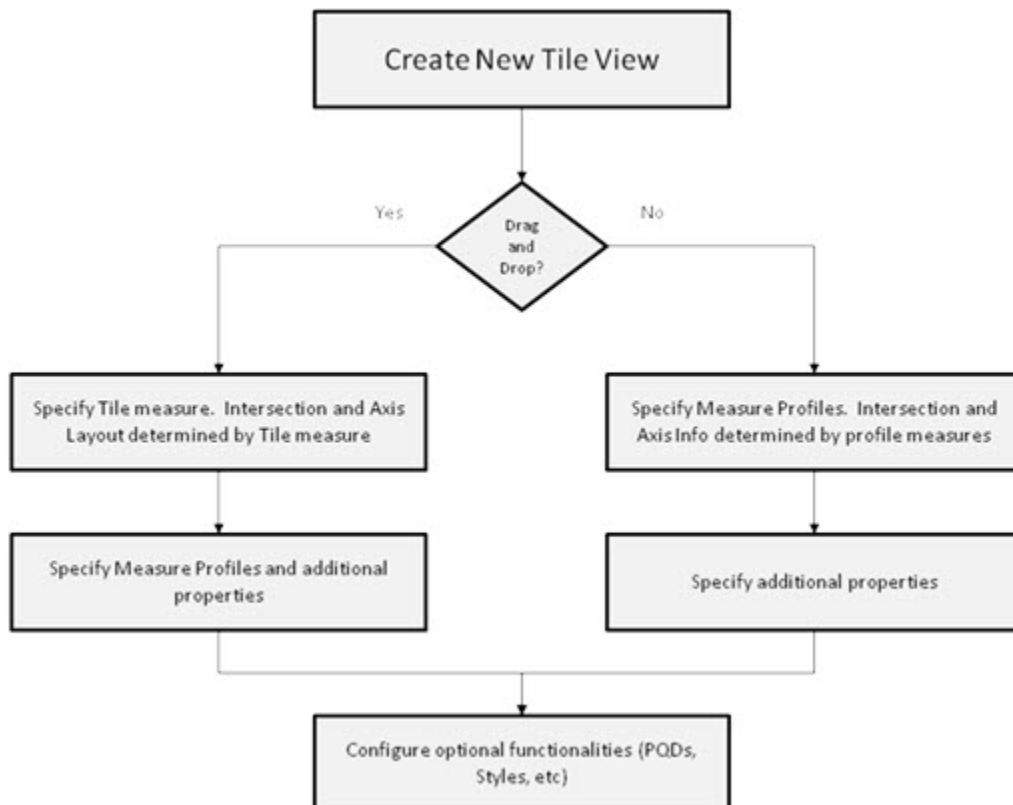 Create New Tile View
Yes
No
Drag
and
Drop?
Specify Tile measure. Intersection and Axis
Layout determined by Tile measure
Specify Measure Profiles. Intersection and
Axis Info determined by profile measures
Specify Measure Profiles and additional
properties
Specify additional properties
Configure optional functionalities (PQDs,
Styles, etc)